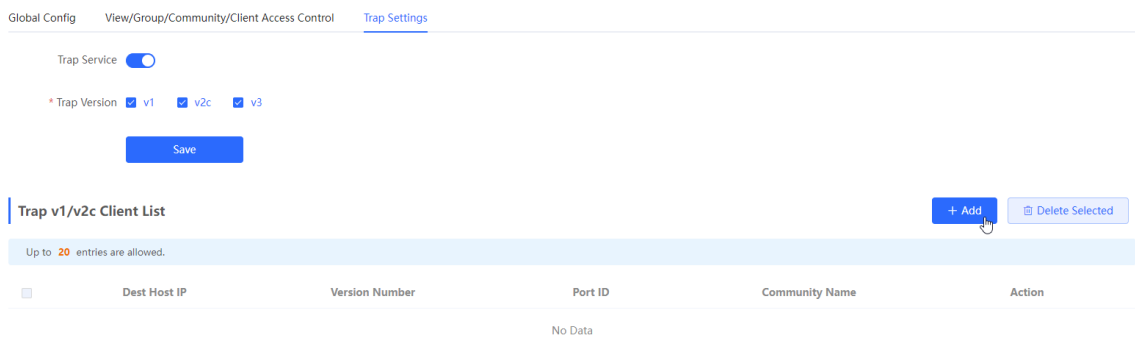 Global Config View/Group/Community/Client Access Control Trap Settings
Trap Service
* Trap Version v1 v2c v3
Save
Trap v1/v2c Client List + Add Delete Selected
Up to 20 entries are allowed.
Dest Host IP Version Number Port ID Community Name Action
No Data